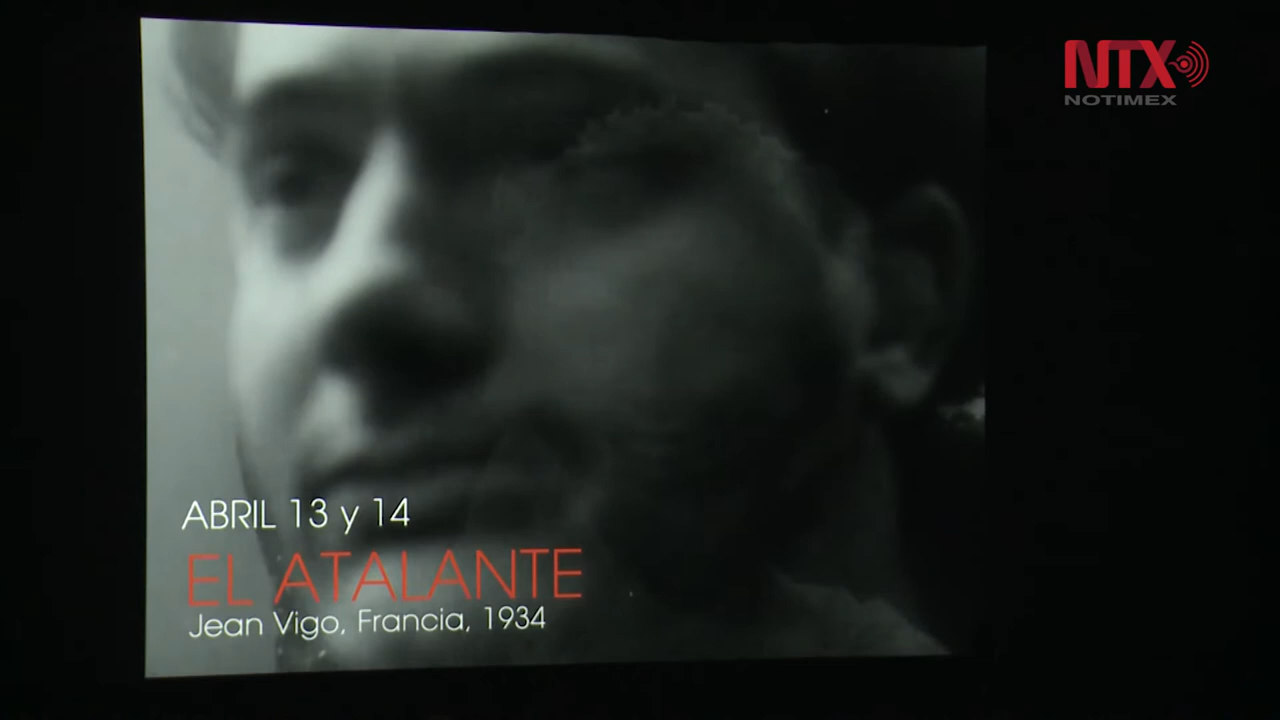 NTX
NOTIMEX
ABRIL 13 y 14
EL ATALANTE
Jean Vigo, Francia, 1934